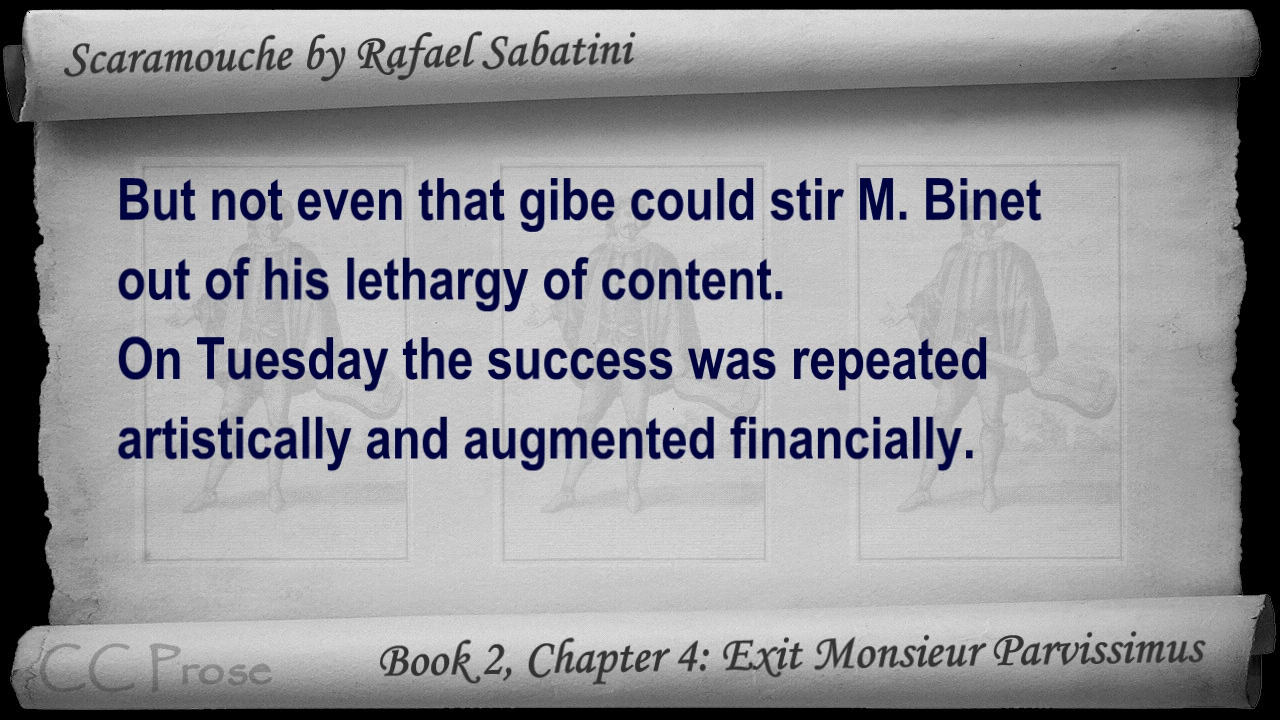 Scaramouche by Rafael Sabatini
But not even that gibe could stir M. Binet
out of his lethargy of content.
On Tuesday the success was repeated
artistically and augmented financially.
CC Prose
Book 2, Chapter 4: Exit Monsieur Parvissimus